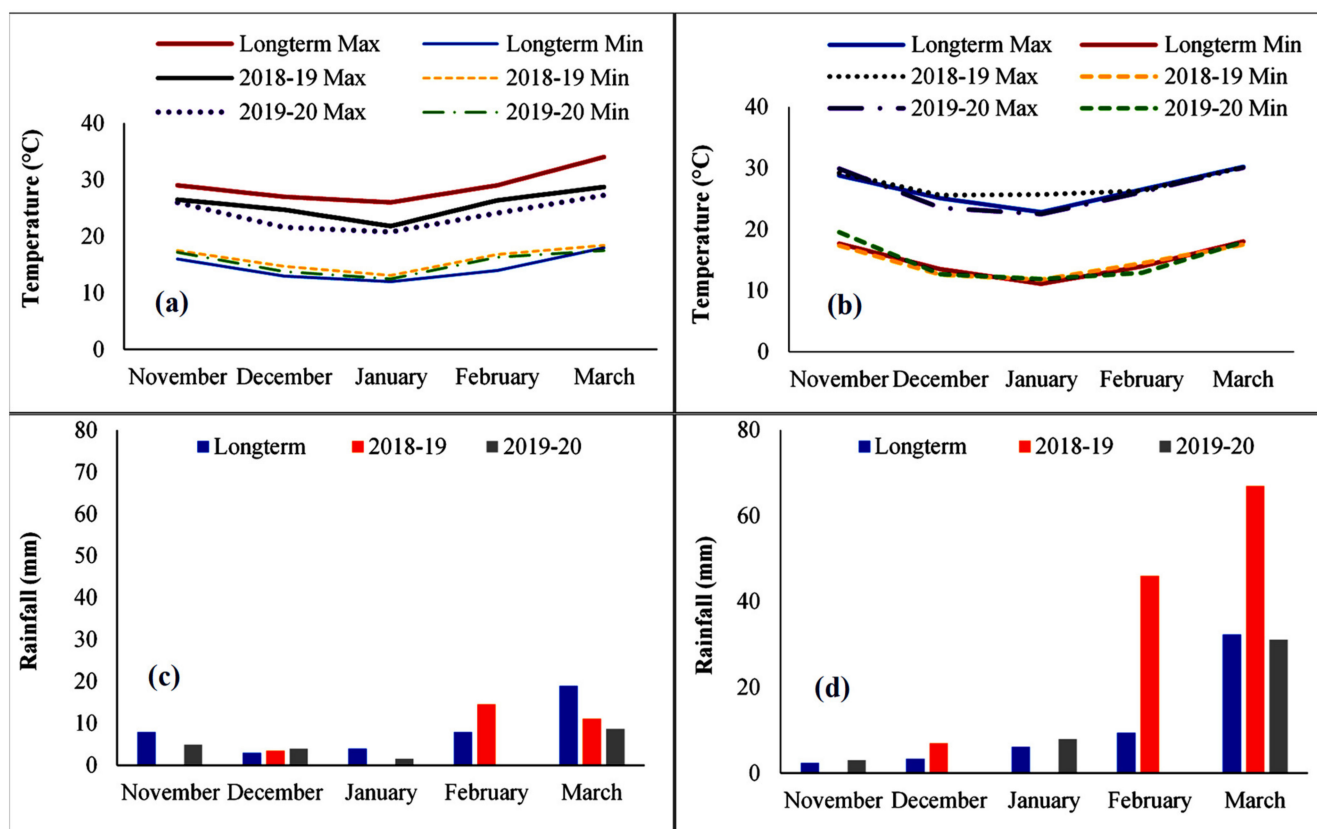 Longterm Max Longterm Min
2018-19 Max 2018-19 Min
2019-20 Max 2019-20 Min
Temperature (°C)
40
30
20
10
0
(a)
November December January February March
Longterm Max Longterm Min
2018-19 Max 2018-19 Min
2019-20 Max 2019-20 Min
Temperature (°C)
40
30
20
10
0
(b)
November December January February March
Longterm 2018-19 2019-20
Rainfall (mm)
80
70
60
50
40
30
20
10
0
(c)
November December January February March
Longterm 2018-19 2019-20
Rainfall (mm)
80
60
40
20
0
(d)
November December January February March